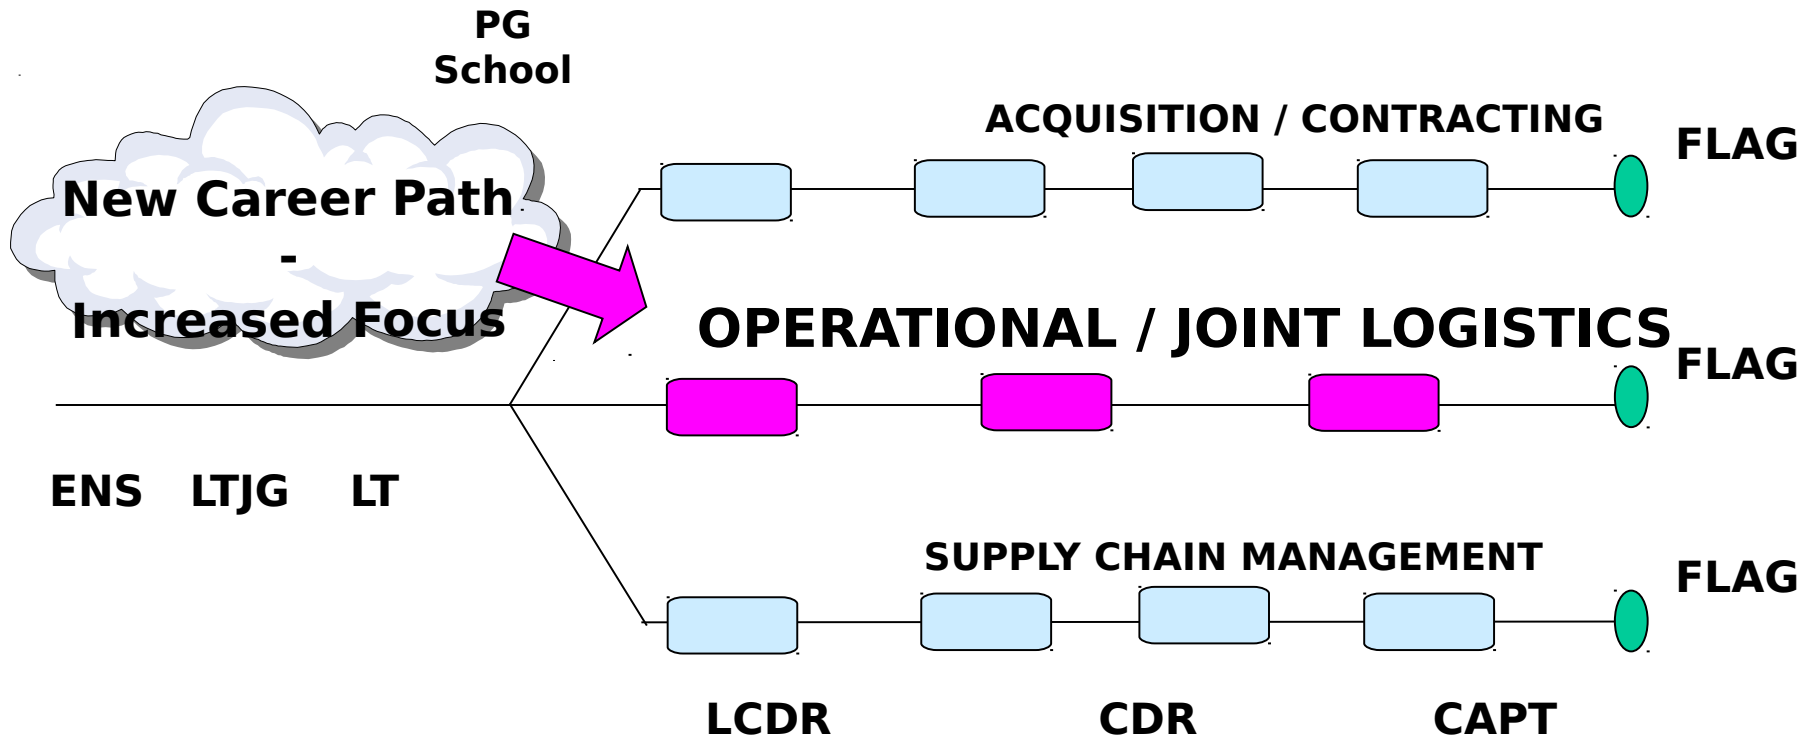 PG
School
ACQUISITION / CONTRACTING
FLAG
New Career Path
-
Increased Focus
OPERATIONAL / JOINT LOGISTICS
FLAG
ENS LTJG LT
SUPPLY CHAIN MANAGEMENT
FLAG
LCDR CDR CAPT